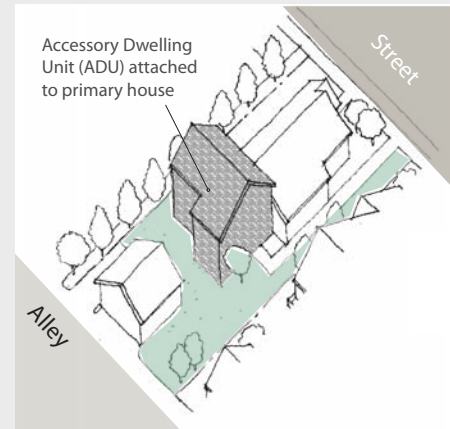 Accessory Dwelling
Unit (ADU) attached
to primary house
Street
Alley